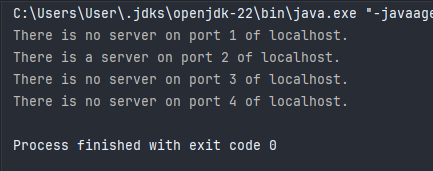 C:\Users\User\.jdks\openjdk-22\bin\java.exe "-javaage
There is no server on port 1 of localhost.
There is a server on port 2 of localhost.
There is no server on port 3 of localhost.
There is no server on port 4 of localhost.
Process finished with exit code 0